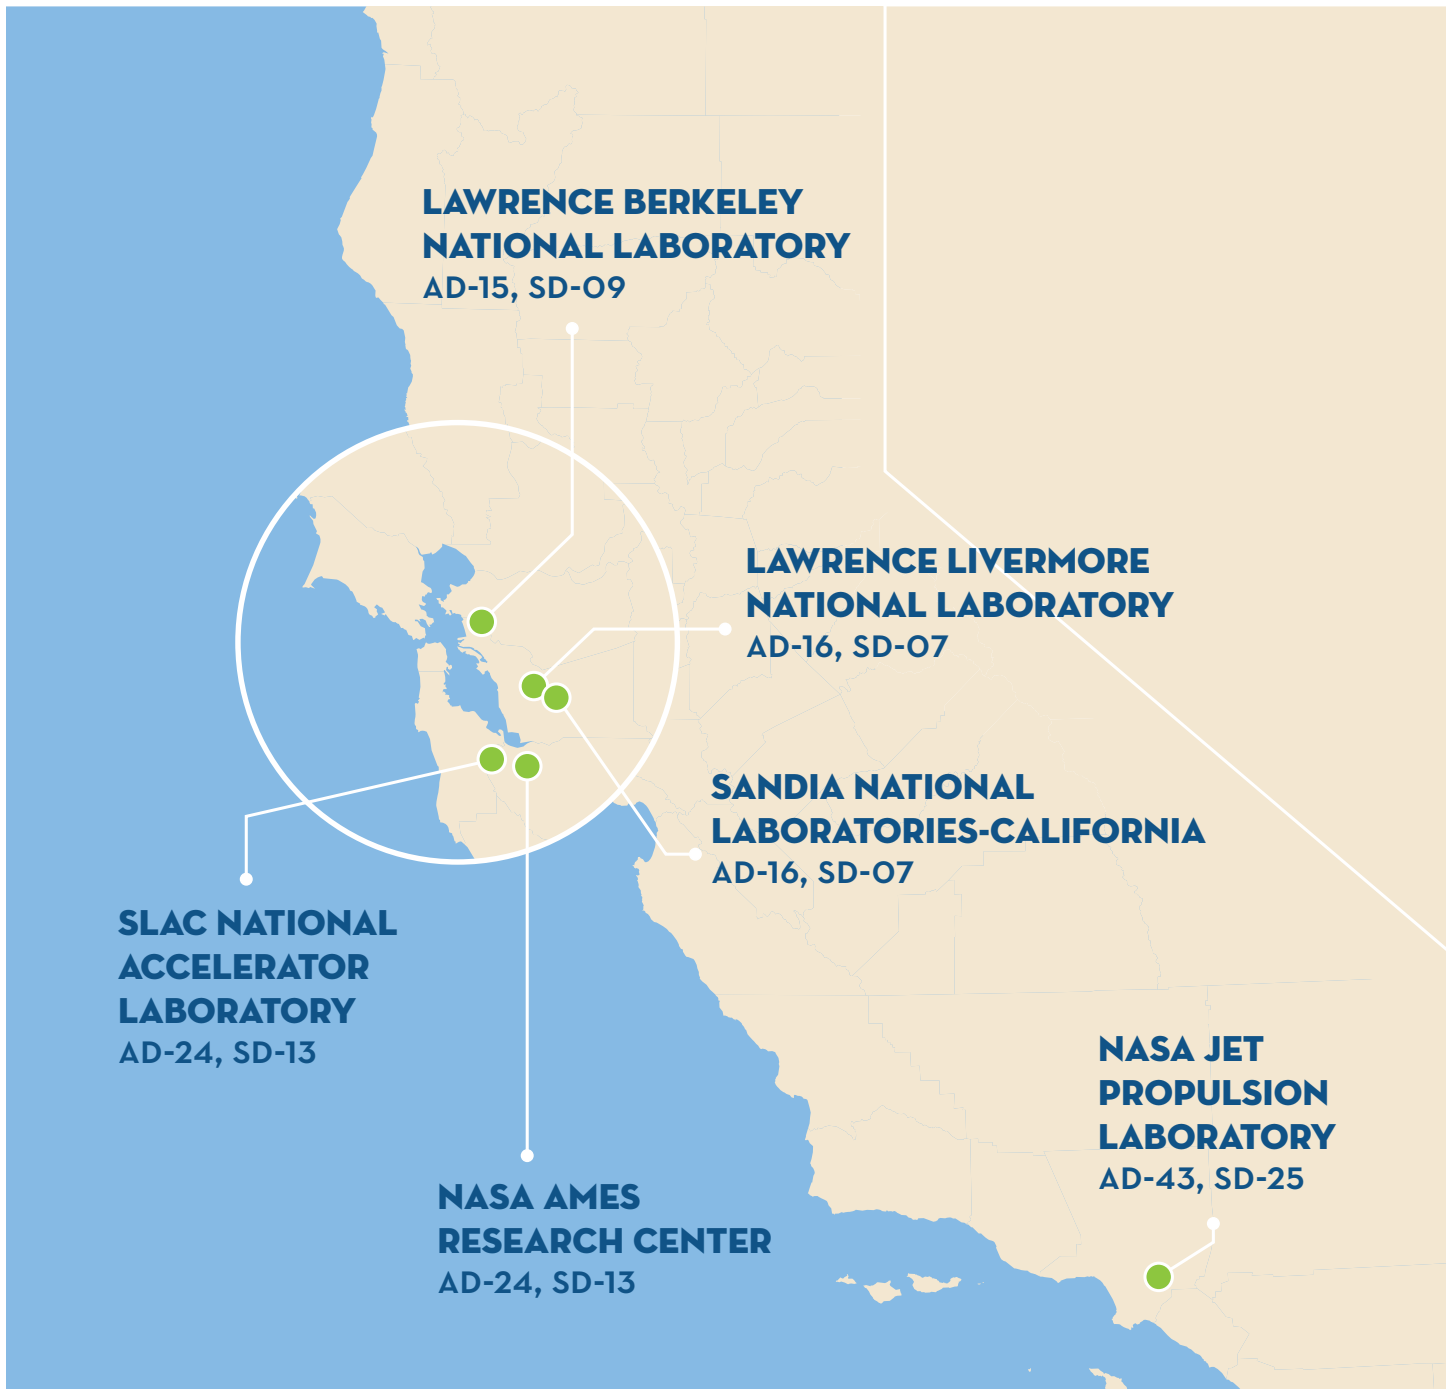 LAWRENCE BERKELEY
NATIONAL LABORATORY
AD-15, SD-09
LAWRENCE LIVERMORE
NATIONAL LABORATORY
AD-16, SD-07
SANDIA NATIONAL
LABORATORIES-CALIFORNIA
AD-16, SD-07
SLAC NATIONAL
ACCELERATOR
LABORATORY
AD-24, SD-13
NASA JET
PROPULSION
LABORATORY
AD-43, SD-25
NASA AMES
RESEARCH CENTER
AD-24, SD-13